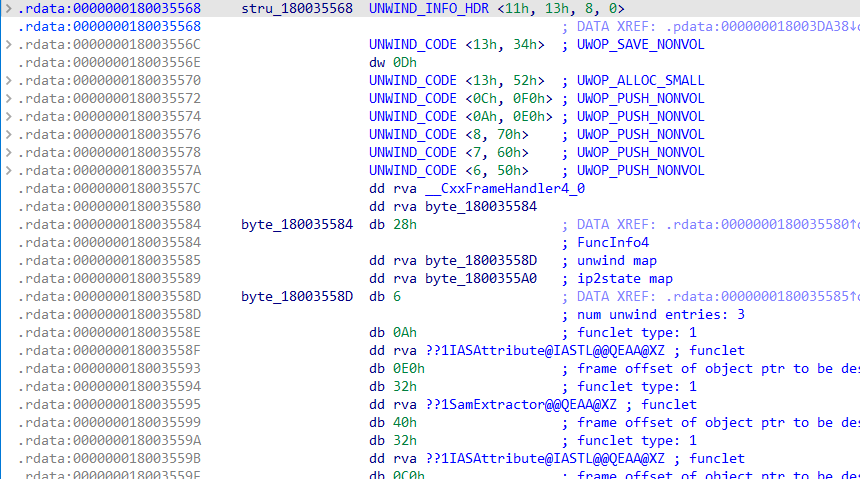 .rdata:0000000180035568 stru_180035568 UNWIND_INFO_HDR <11h, 13h, 8, 0>
.rdata:0000000180035568 ; DATA XREF: .pdata:000000018003DA38↓
.rdata:000000018003556C UNWIND_CODE <13h, 34h> ; UWOP_SAVE_NONVOL
.rdata:000000018003556E dw 0Dh
.rdata:0000000180035570 UNWIND_CODE <13h, 52h> ; UWOP_ALLOC_SMALL
.rdata:0000000180035572 UNWIND_CODE <0Ch, 0F0h> ; UWOP_PUSH_NONVOL
.rdata:0000000180035574 UNWIND_CODE <0Ah, 0E0h> ; UWOP_PUSH_NONVOL
.rdata:0000000180035576 UNWIND_CODE <8, 70h> ; UWOP_PUSH_NONVOL
.rdata:0000000180035578 UNWIND_CODE <7, 60h> ; UWOP_PUSH_NONVOL
.rdata:000000018003557A UNWIND_CODE <6, 50h> ; UWOP_PUSH_NONVOL
.rdata:000000018003557C dd rva __CxxFrameHandler4_0
.rdata:0000000180035580 dd rva byte_180035584
.rdata:0000000180035584 byte_180035584 db 28h ; DATA XREF: .rdata:0000000180035580↑
.rdata:0000000180035584 ; FuncInfo4
.rdata:0000000180035585 dd rva byte_18003558D ; unwind map
.rdata:0000000180035589 dd rva byte_1800355A0 ; ip2state map
.rdata:000000018003558D byte_18003558D db 6 ; DATA XREF: .rdata:0000000180035585↑
.rdata:000000018003558D ; num unwind entries: 3
.rdata:000000018003558E db 0Ah ; funclet type: 1
.rdata:000000018003558F dd rva ??1IASAttribute@IASTL@@QEAA@XZ ; funclet
.rdata:0000000180035593 db 0E0h ; frame offset of object ptr to be des
.rdata:0000000180035594 db 32h ; funclet type: 1
.rdata:0000000180035595 dd rva ??1SamExtractor@@QEAA@XZ ; funclet
.rdata:0000000180035599 db 40h ; frame offset of object ptr to be des
.rdata:000000018003559A db 32h ; funclet type: 1
.rdata:000000018003559B dd rva ??1IASAttribute@IASTL@@QEAA@XZ ; funclet
.rdata:000000018003559F db 0C0h ; frame offset of object ptr to be des